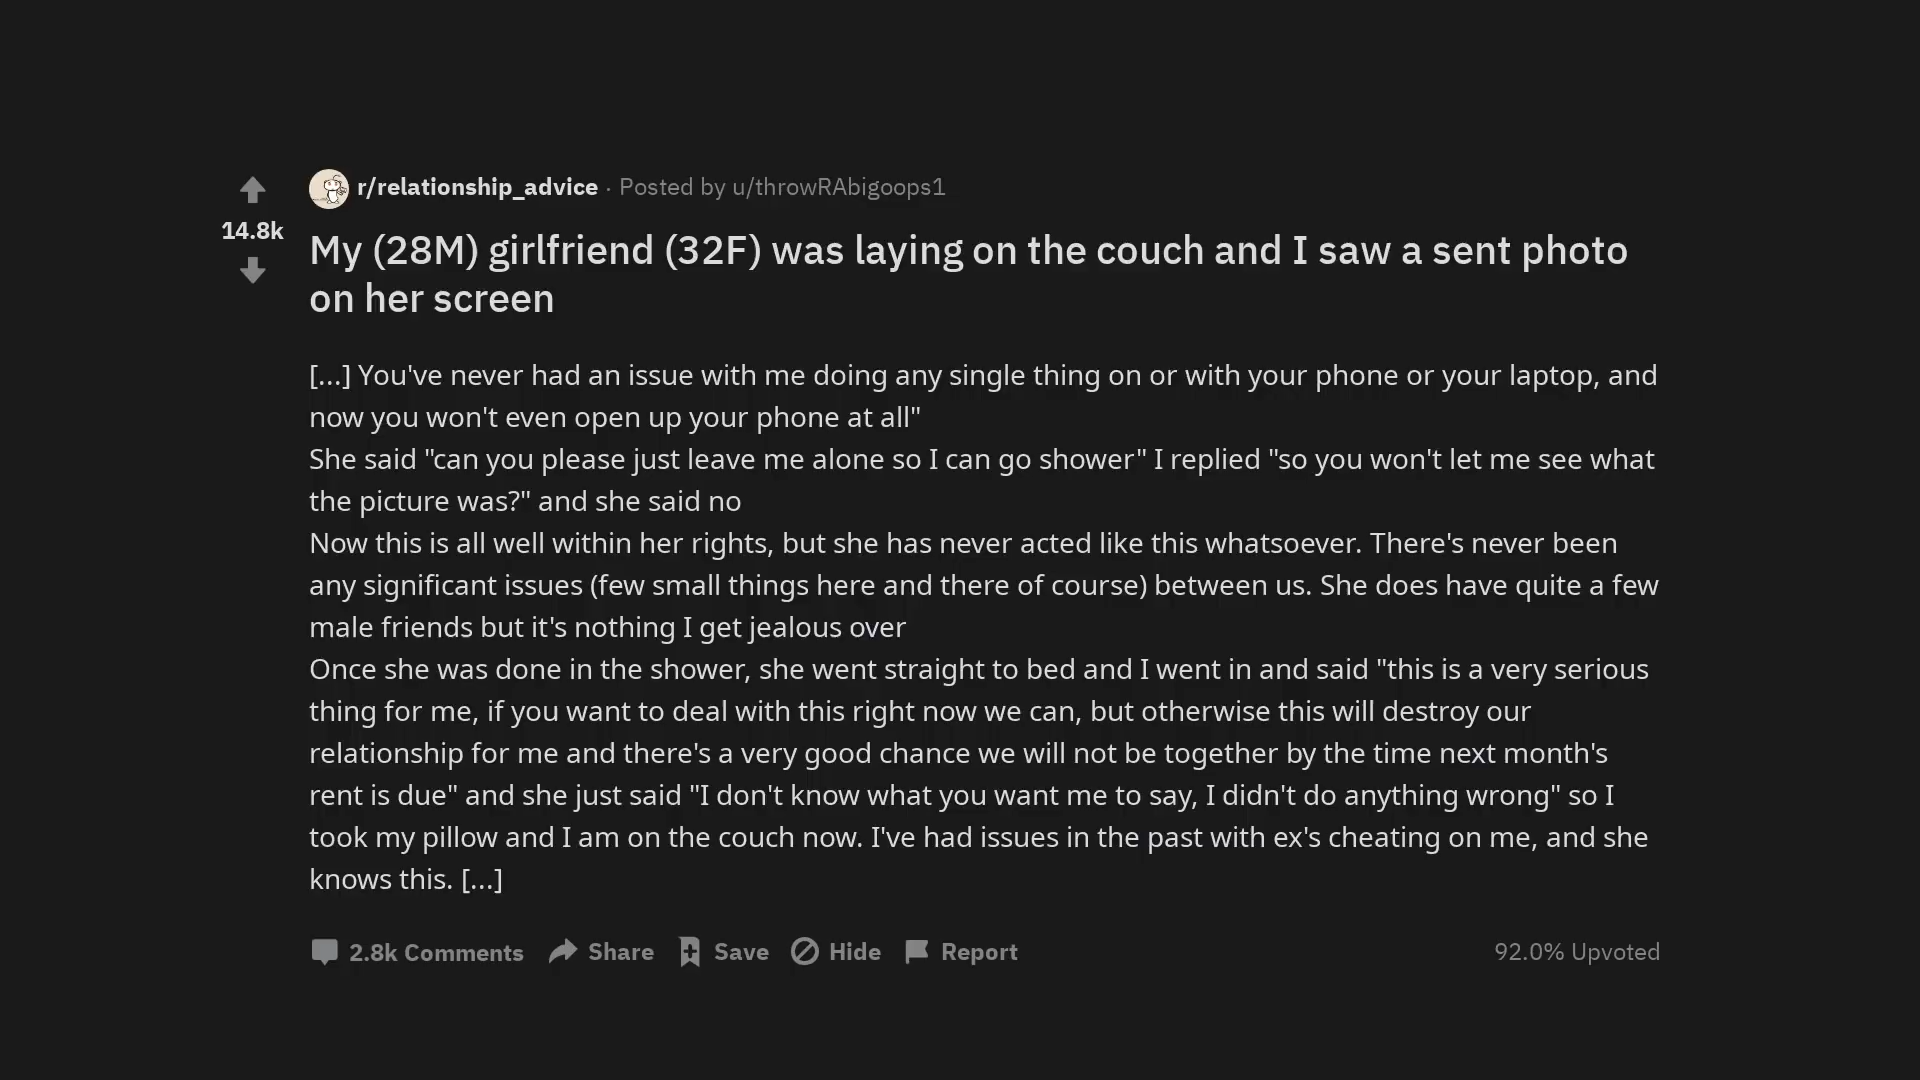 r/relationship_advice · Posted by u/throwRAbigoops1
14.8k
My (28M) girlfriend (32F) was laying on the couch and I saw a sent photo
on her screen
[...] You've never had an issue with me doing any single thing on or with your phone or your laptop, and
now you won't even open up your phone at all"
She said "can you please just leave me alone so I can go shower" I replied "so you won't let me see what
the picture was?" and she said no
Now this is all well within her rights, but she has never acted like this whatsoever. There's never been
any significant issues (few small things here and there of course) between us. She does have quite a few
male friends but it's nothing I get jealous over
Once she was done in the shower, she went straight to bed and I went in and said "this is a very serious
thing for me, if you want to deal with this right now we can, but otherwise this will destroy our
relationship for me and there's a very good chance we will not be together by the time next month's
rent is due" and she just said "I don't know what you want me to say, I didn't do anything wrong" so I
took my pillow and I am on the couch now. I've had issues in the past with ex's cheating on me, and she
knows this. [...]
2.8k Comments Share Save Hide Report 92.0% Upvoted